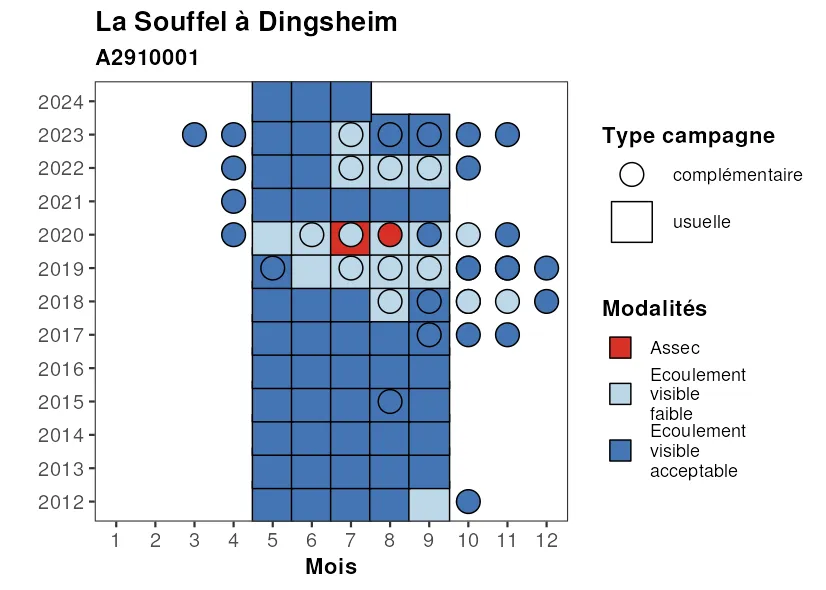 La Souffel à Dingsheim
A2910001
2024
2023
2022
2021
2020
2019
2018
2017
2016
2015
2014
2013
2012
1 2 3 4 5 6 7 8 9 10 11 12
Mois
Type campagne
complémentaire
usuelle
Modalités
Assec
Ecoulement
visible
faible
Ecoulement
visible
acceptable